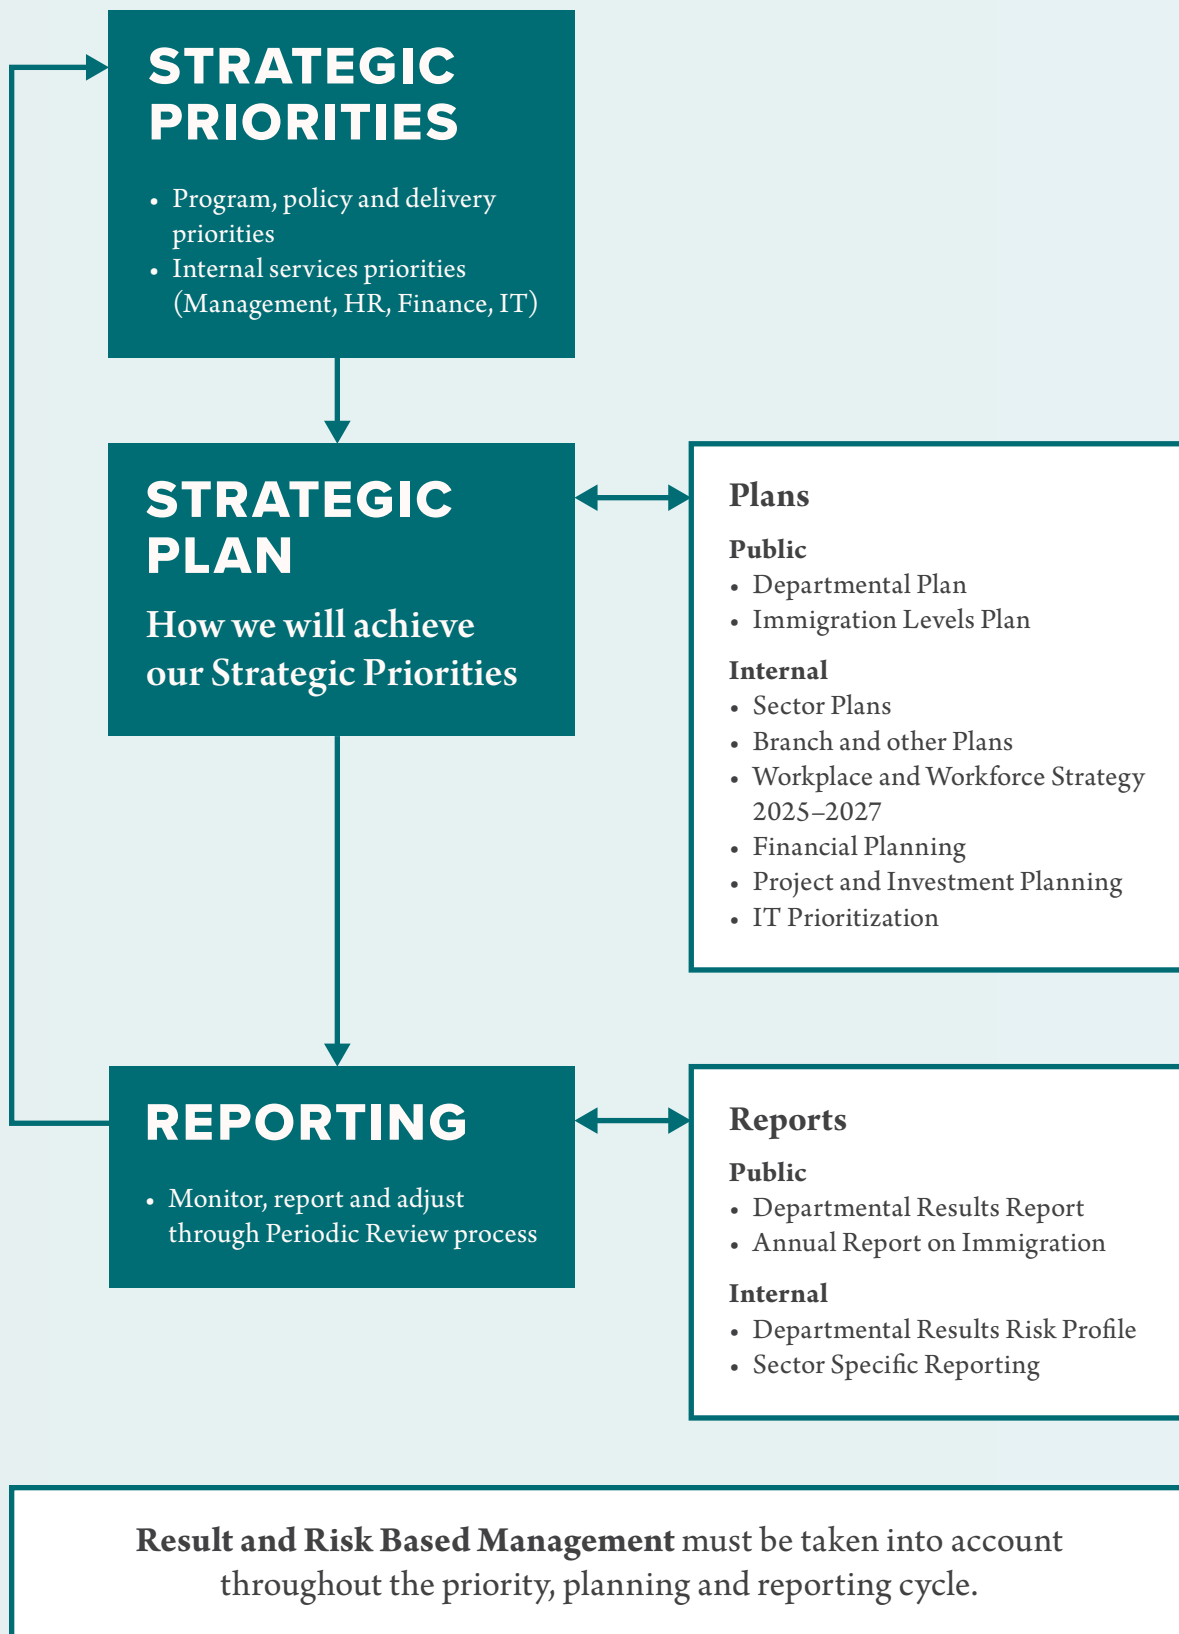 STRATEGIC
PRIORITIES
• Program, policy and delivery
priorities
• Internal services priorities
(Management, HR, Finance, IT)
STRATEGIC
PLAN
How we will achieve
our Strategic Priorities
Plans
Public
• Departmental Plan
• Immigration Levels Plan
Internal
• Sector Plans
• Branch and other Plans
• Workplace and Workforce Strategy
2025–2027
• Financial Planning
• Project and Investment Planning
• IT Prioritization
REPORTING
• Monitor, report and adjust
through Periodic Review process
Reports
Public
• Departmental Results Report
• Annual Report on Immigration
Internal
• Departmental Results Risk Profile
• Sector Specific Reporting
Result and Risk Based Management must be taken into account
throughout the priority, planning and reporting cycle.